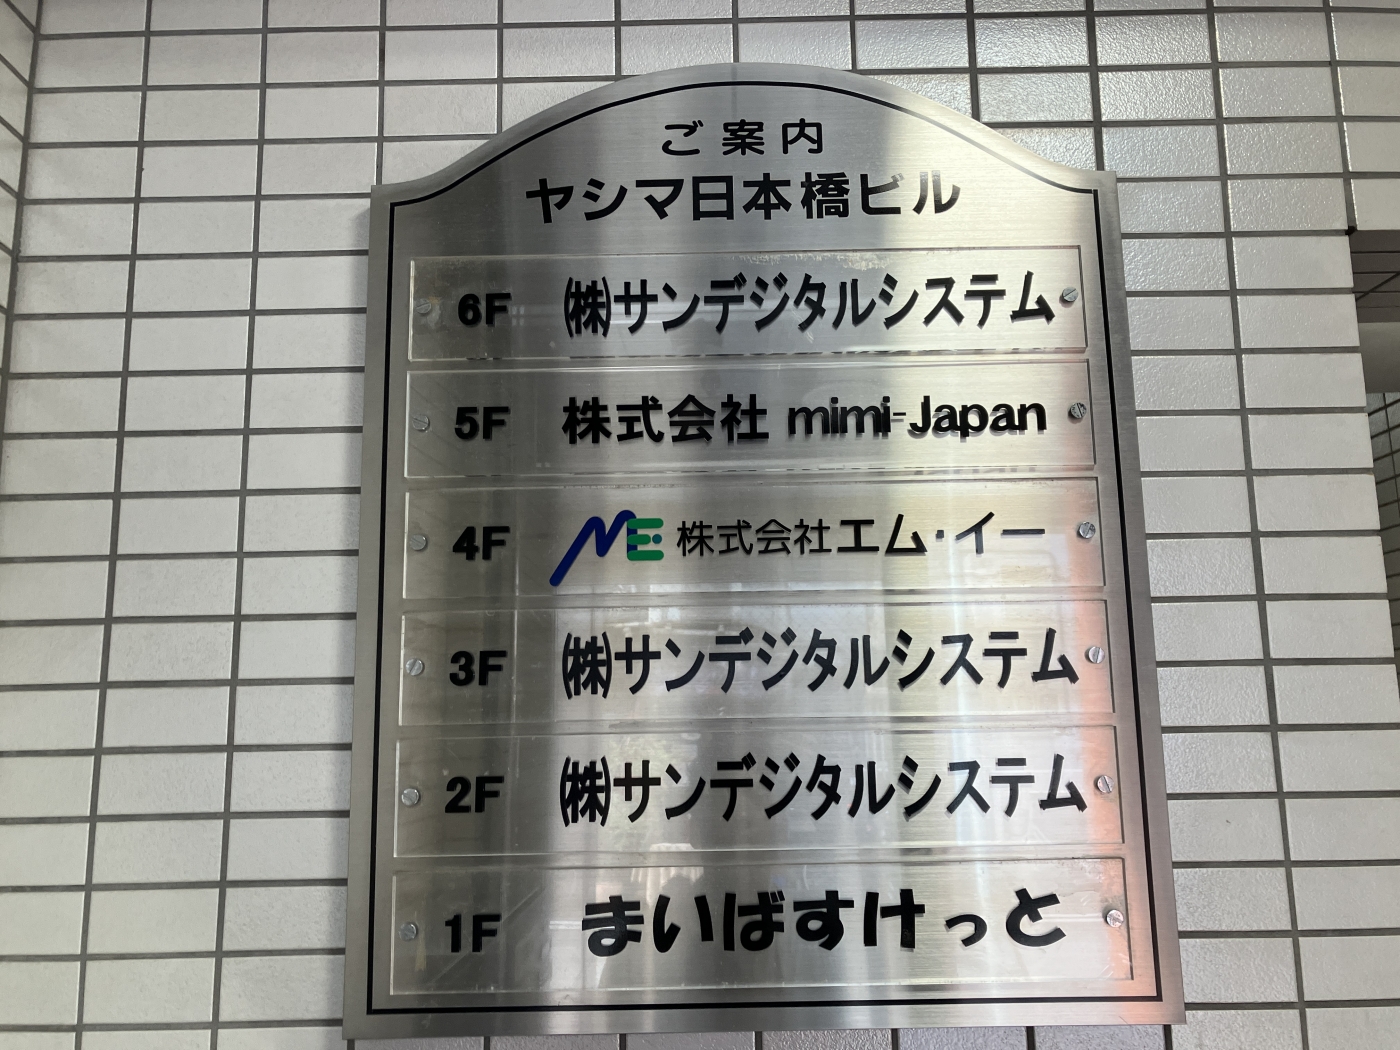 ご案内
ヤシマ日本橋ビル
6F ㈱サンデジタルシステム
5F 株式会社 mimi-Japan
4F ME 株式会社エム・イー
3F ㈱サンデジタルシステム
2F ㈱サンデジタルシステム
1F まいばすけっと